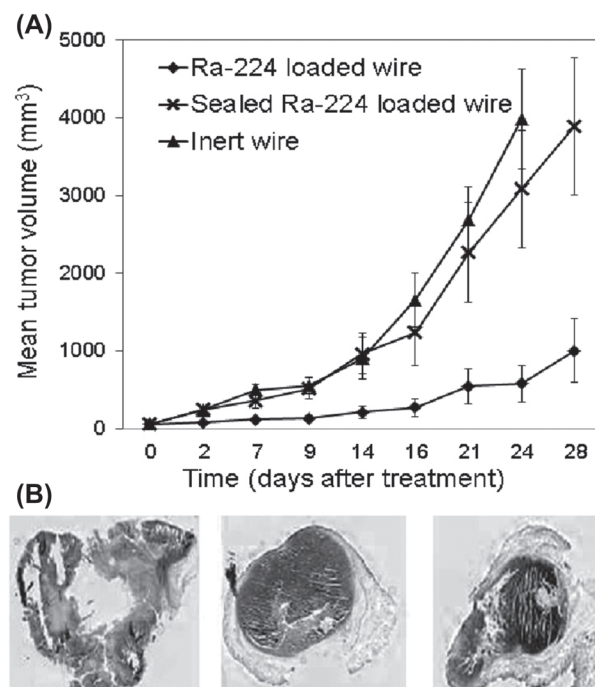 (A)
5000
4000
3000
2000
1000
0
Mean tumor volume (mm³)
Ra-224 loaded wire
Sealed Ra-224 loaded wire
Inert wire
0 2 7 9 14 16 21 24 28
Time (days after treatment)
(B)